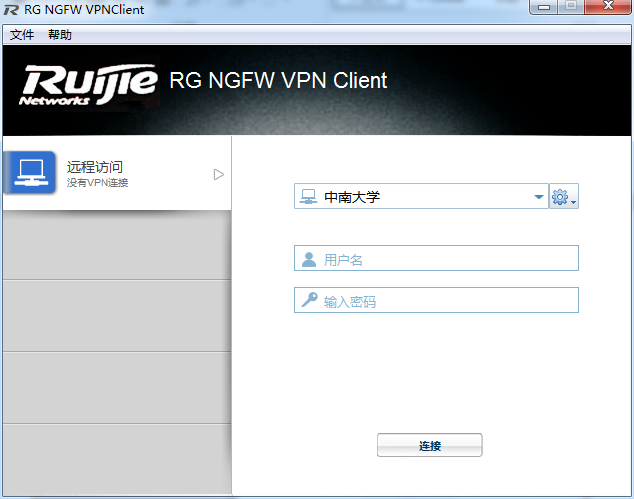 RG NGFW VPNClient
文件 帮助
Ruijie
Networks
RG NGFW VPN Client
远程访问
没有VPN连接
中南大学
用户名
输入密码
连接